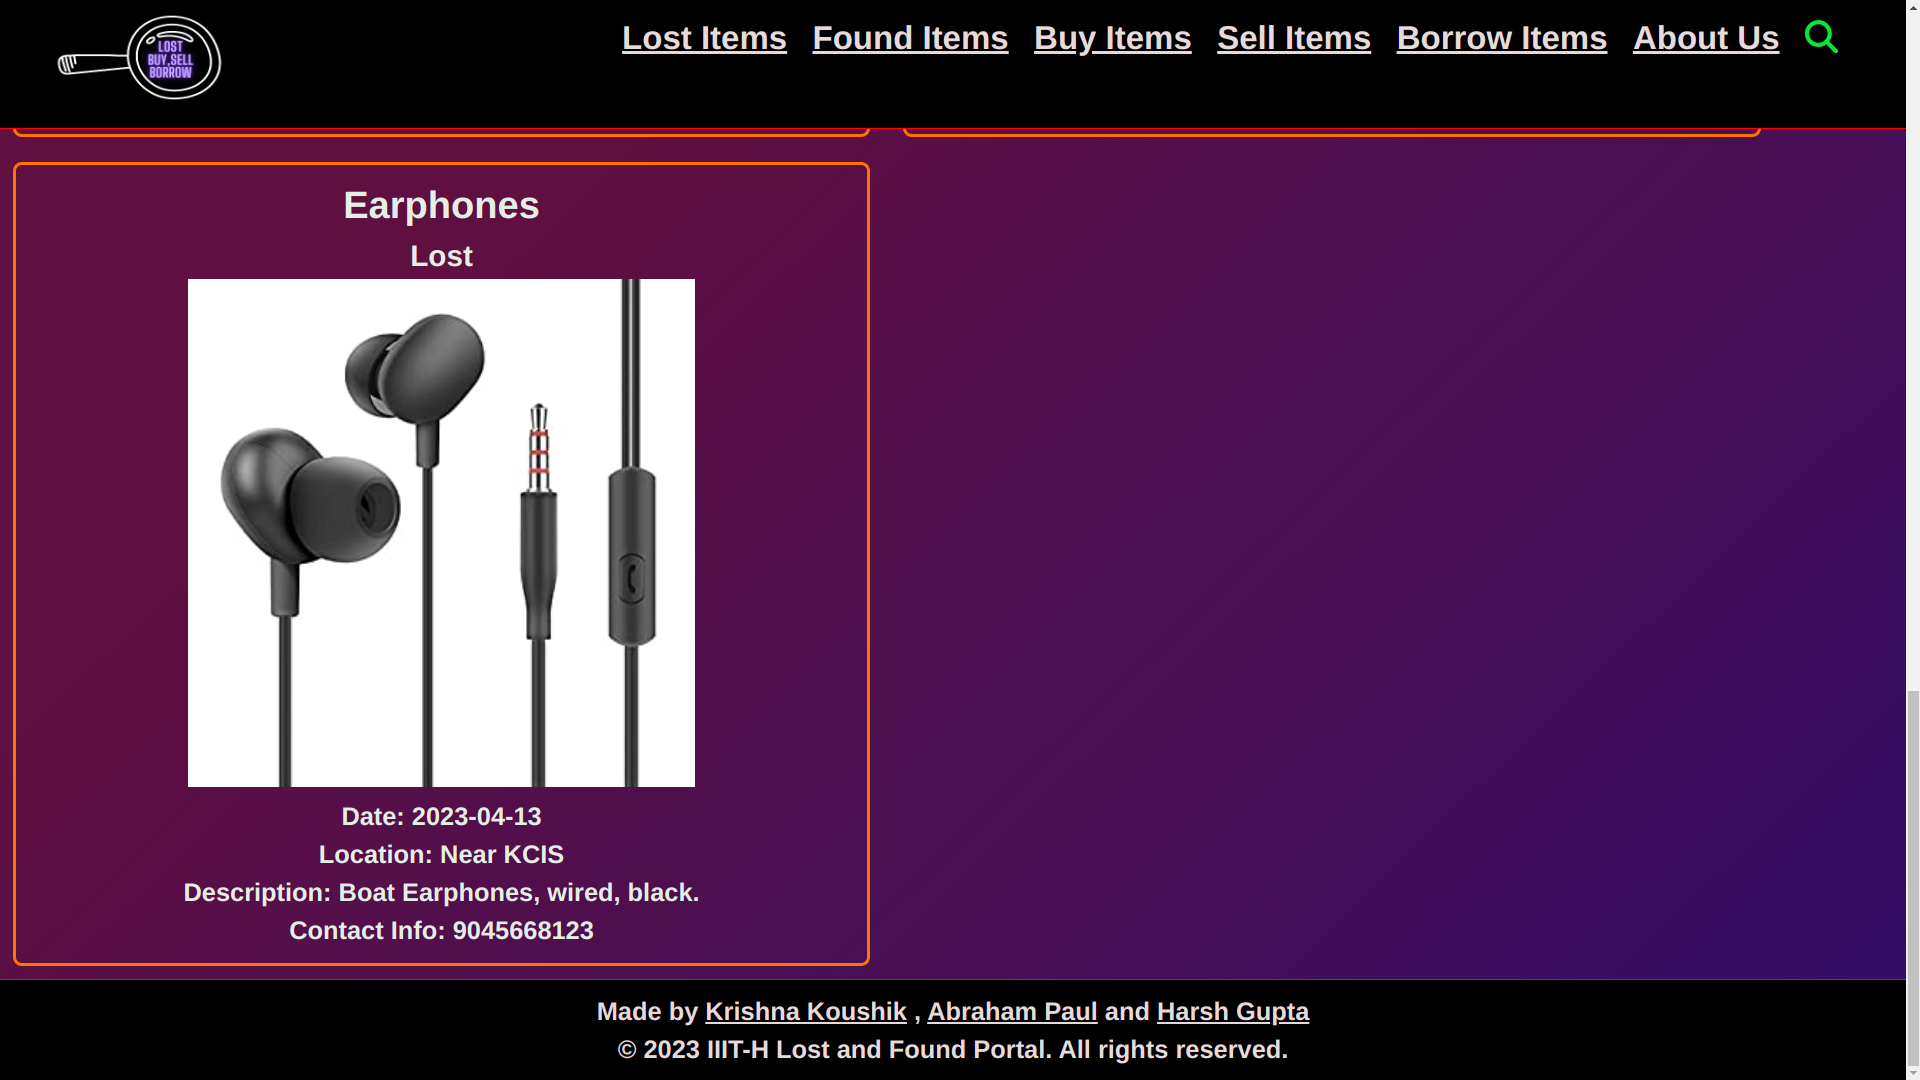 LOST
BUY,SELL
BORROW
Lost Items Found Items Buy Items Sell Items Borrow Items About Us
Earphones
Lost
Date: 2023-04-13
Location: Near KCIS
Description: Boat Earphones, wired, black.
Contact Info: 9045668123
Made by Krishna Koushik , Abraham Paul and Harsh Gupta
© 2023 IIIT-H Lost and Found Portal. All rights reserved.